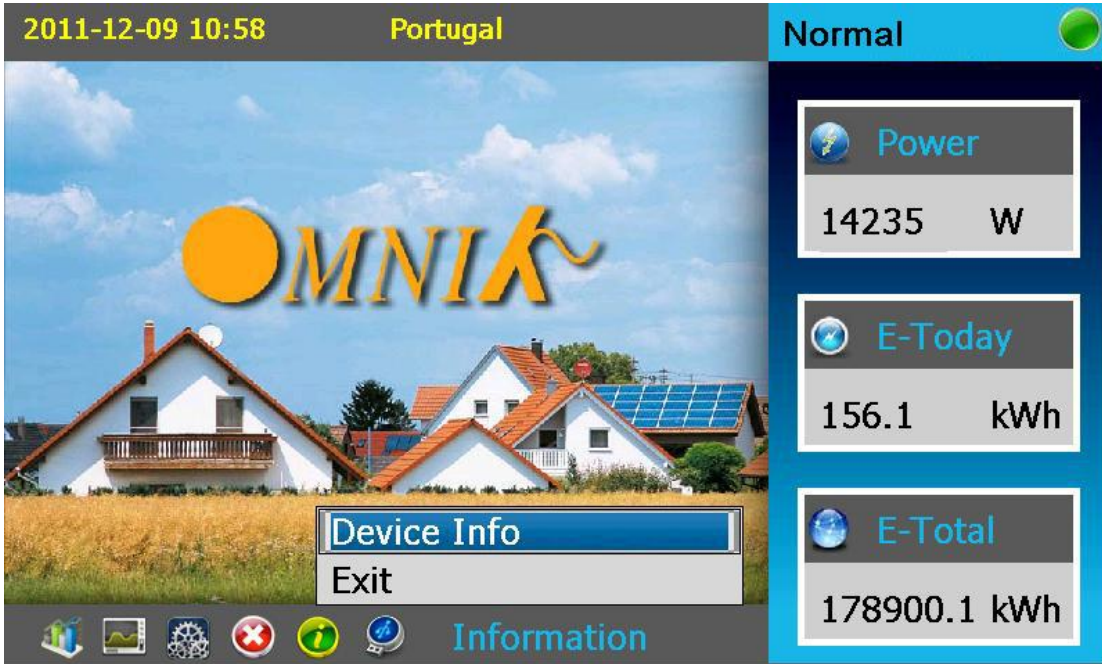 2011-12-09 10:58 Portugal
Normal
OMNIK
Power
14235 W
E-Today
156.1 kWh
E-Total
178900.1 kWh
Device Info
Exit
Information